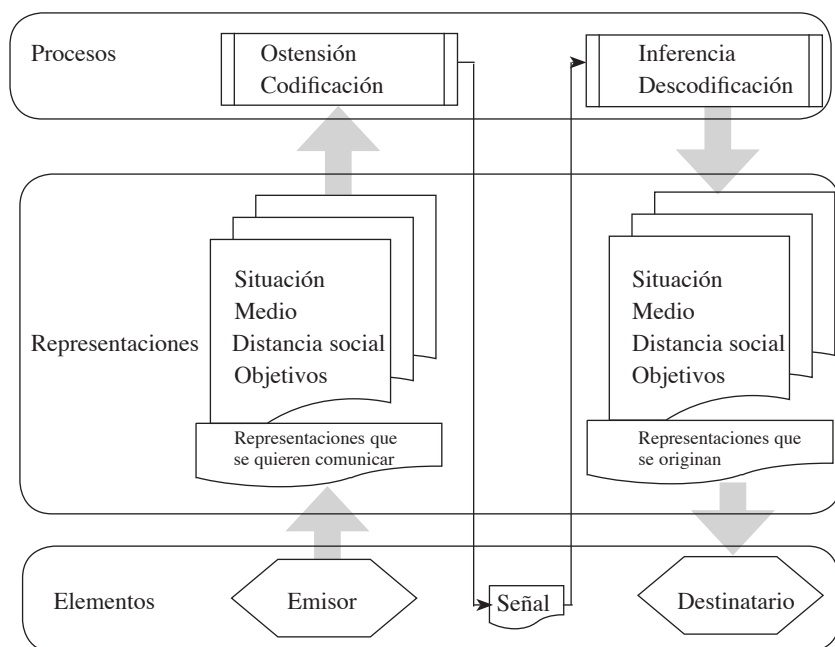 Procesos
Ostensión
Codificación
Inferencia
Descodificación
Representaciones
Situación
Medio
Distancia social
Objetivos
Representaciones que
se quieren comunicar
Situación
Medio
Distancia social
Objetivos
Representaciones que
se originan
Elementos
Emisor
Señal
Destinatario